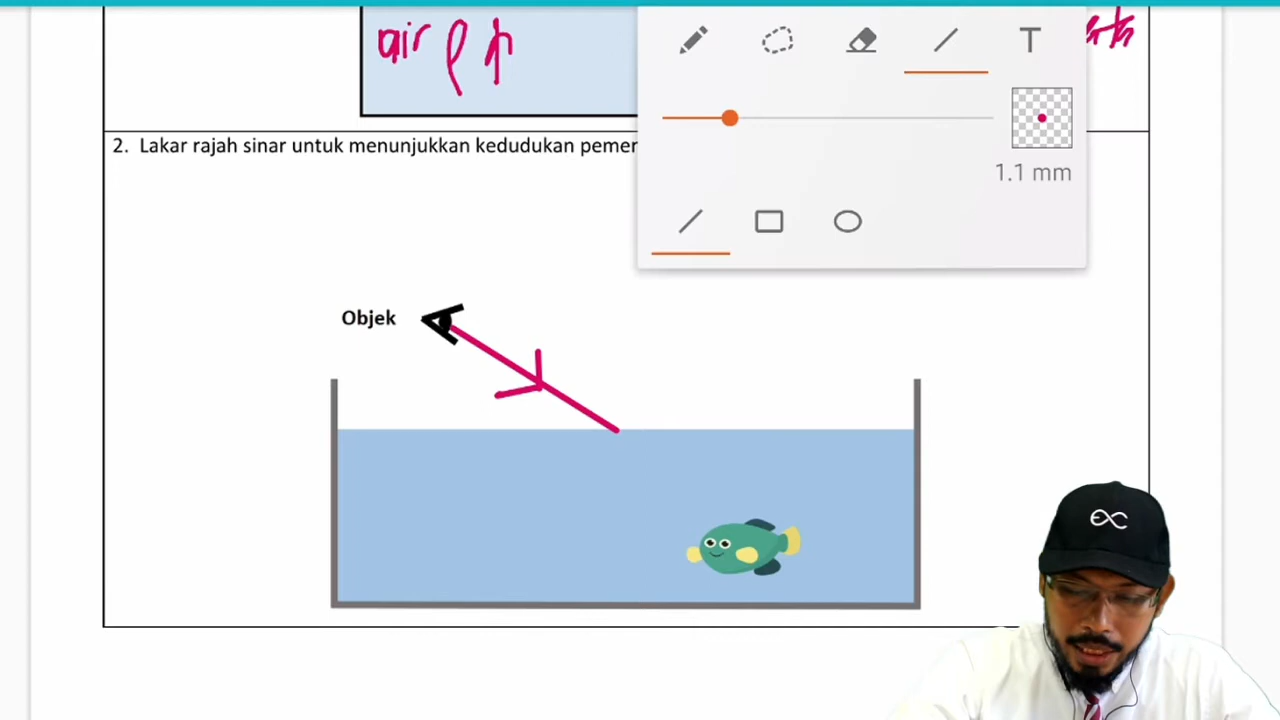 air ρ
T
1.1 mm
2. Lakar rajah sinar untuk menunjukkan kedudukan pemer
Objek